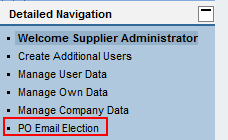 Detailed Navigation
Welcome Supplier Administrator
Create Additional Users
Manage User Data
Manage Own Data
Manage Company Data
PO Email Election